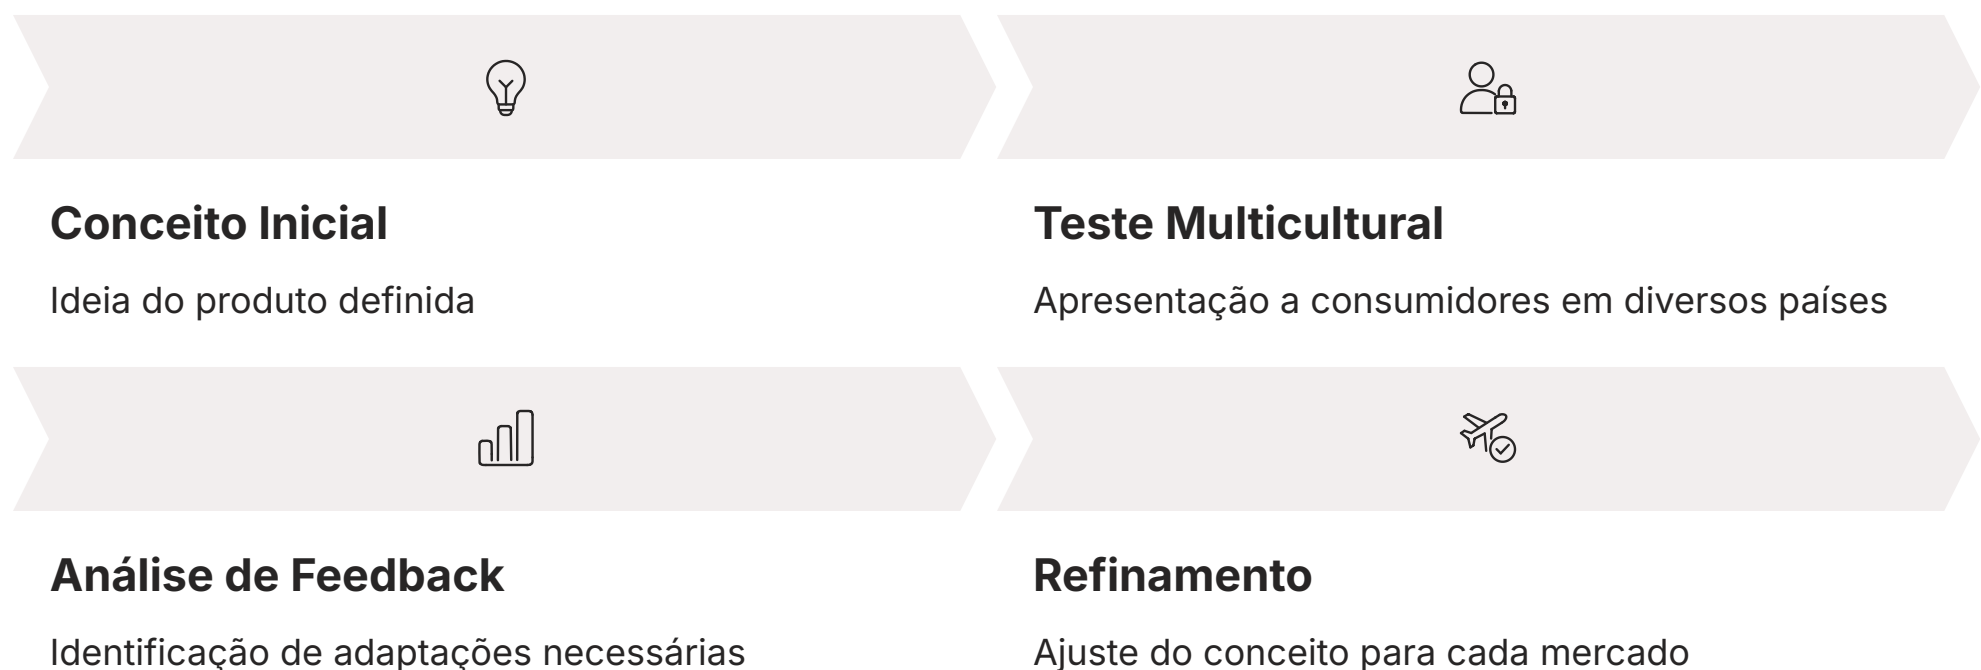 Conceito Inicial
Ideia do produto definida
Teste Multicultural
Apresentação a consumidores em diversos países
Análise de Feedback
Identificação de adaptações necessárias
Refinamento
Ajuste do conceito para cada mercado